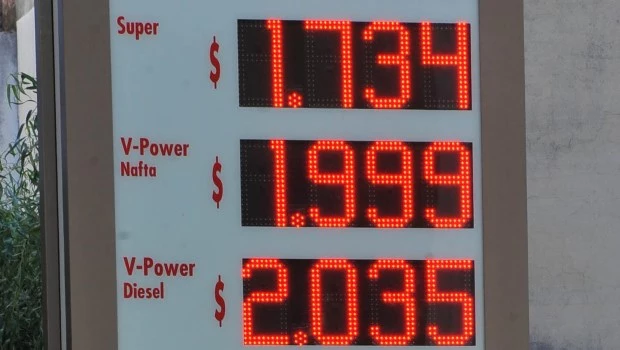 Super $ 1.734
V-Power
Nafta $ 1.999
V-Power
Diesel $ 2.035